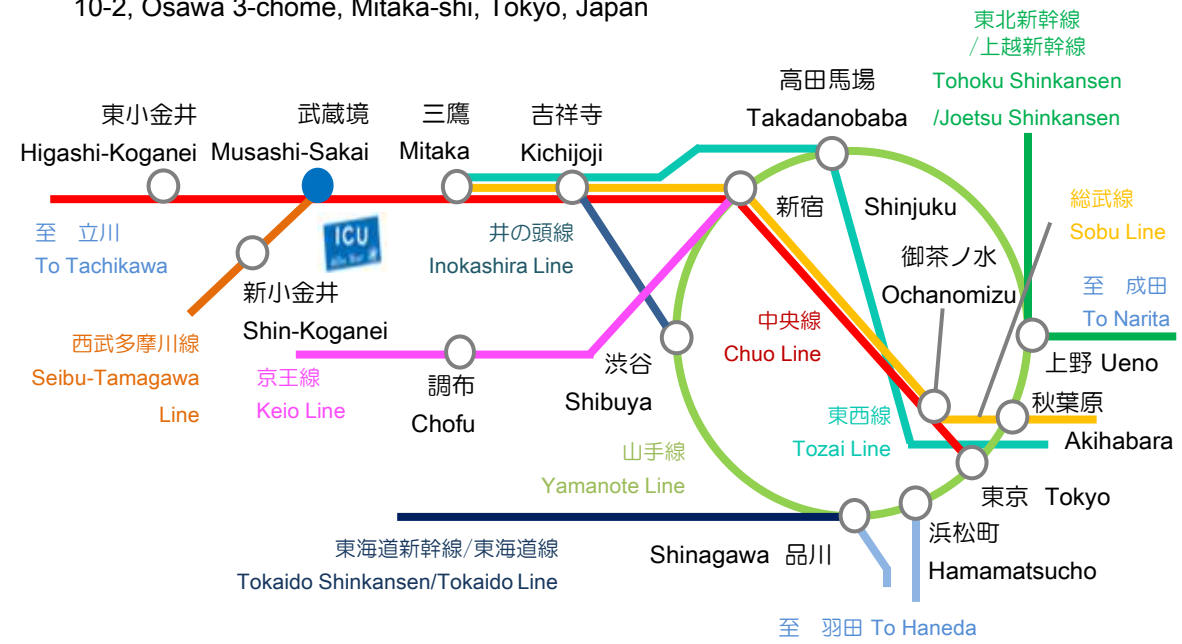 10-2, Osawa 3-chome, Mitaka-shi, Tokyo, Japan
東北新幹線
/上越新幹線
Tohoku Shinkansen
/Joetsu Shinkansen
高田馬場
Takadanobaba
東小金井
Higashi-Koganei
武蔵境
Musashi-Sakai
三鷹
Mitaka
吉祥寺
Kichijoji
新宿 Shinjuku
総武線
Sobu Line
至 立川
To Tachikawa
ICU
井の頭線
Inokashira Line
御茶ノ水
Ochanomizu
至 成田
To Narita
新小金井
Shin-Koganei
中央線
Chuo Line
上野 Ueno
西武多摩川線
Seibu-Tamagawa
Line
京王線
Keio Line
調布
Chofu
渋谷
Shibuya
東西線
Tozai Line
秋葉原
Akihabara
山手線
Yamanote Line
東京 Tokyo
東海道新幹線/東海道線
Tokaido Shinkansen/Tokaido Line
Shinagawa 品川
浜松町
Hamamatsucho
至 羽田 To Haneda